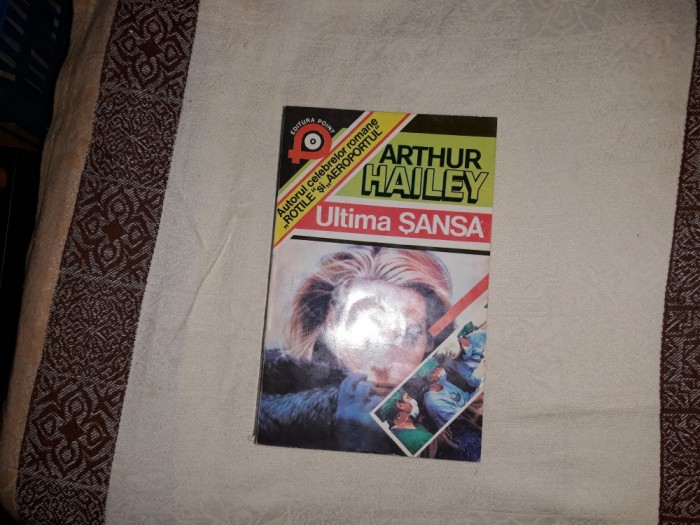 EDITURA POINT
Autorul celebrelor romane
„ROTILE" și „AEROPORTUL"
ARTHUR
HAILEY
Ultima ȘANSA